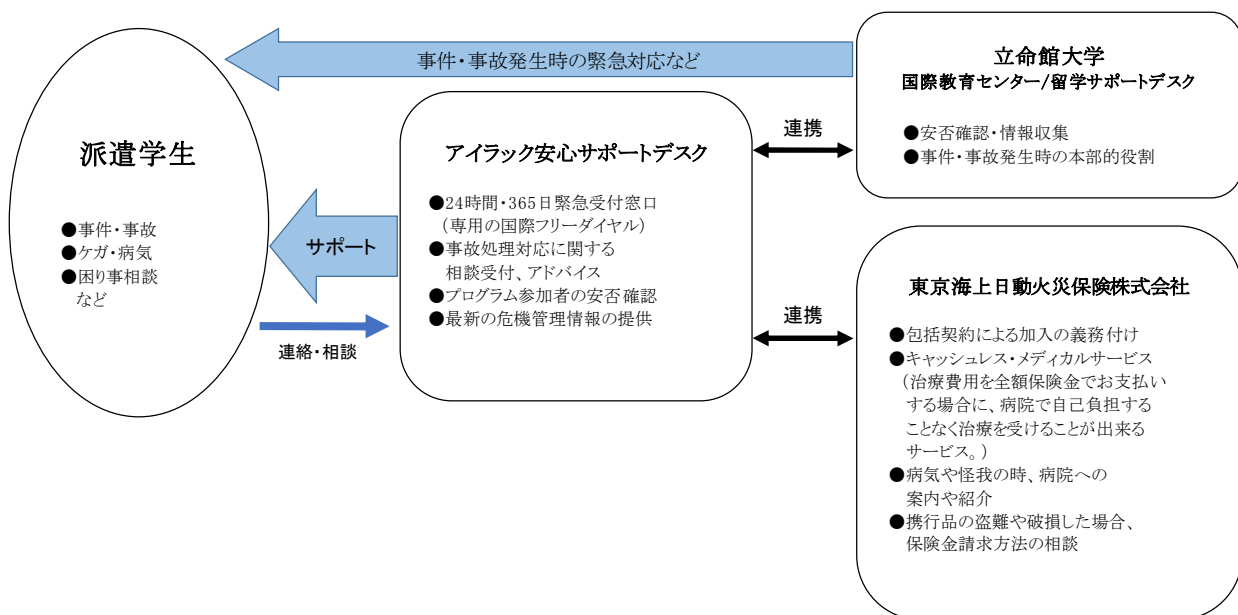 事件・事故発生時の緊急対応など
立命館大学
国際教育センター/留学サポートデスク
●安否確認・情報収集
●事件・事故発生時の本部的役割
派遣学生
●事件・事故
●ケガ・病気
●困り事相談
など
サポート
連絡・相談
アイラック安心サポートデスク
●24時間・365日緊急受付窓口
(専用の国際フリーダイヤル)
●事故処理対応に関する
相談受付、アドバイス
●プログラム参加者の安否確認
●最新の危機管理情報の提供
連携
連携
東京海上日動火災保険株式会社
●包括契約による加入の義務付け
●キャッシュレス・メディカルサービス
(治療費用を全額保険金でお支払い
する場合に、病院で自己負担する
ことなく治療を受けることが出来る
サービス。)
●病気や怪我の時、病院への
案内や紹介
●携行品の盗難や破損した場合、
保険金請求方法の相談